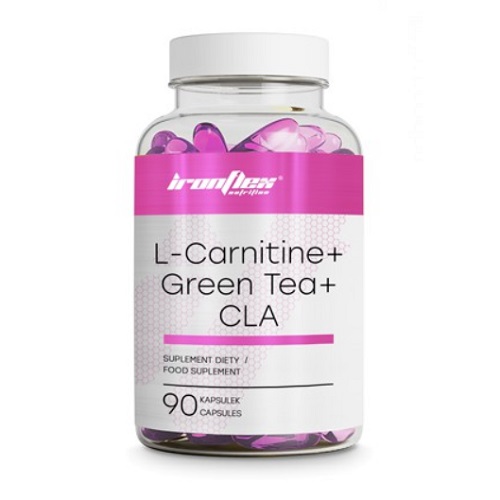 ironflex®
nutrition
L-Carnitine+
Green Tea+
CLA
SUPLEMENT DIETY /
FOOD SUPLEMENT
90 KAPSUŁEK
CAPSULES